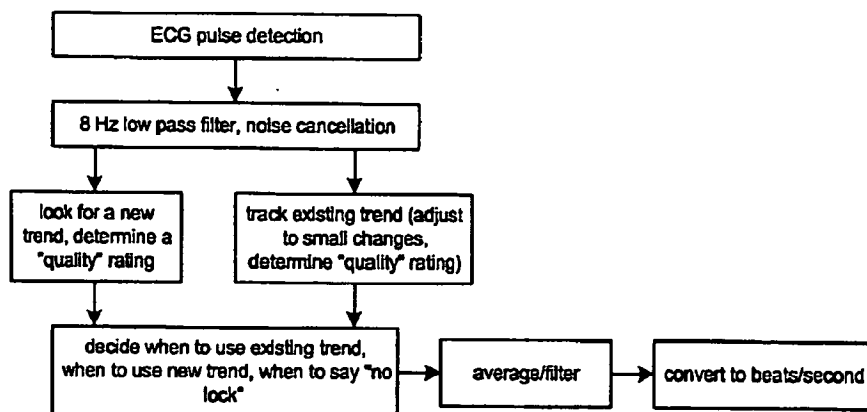 ECG pulse detection
8 Hz low pass filter, noise cancellation
look for a new
trend, determine a
"quality" rating
track existing trend (adjust
to small changes,
determine "quality" rating)
decide when to use existing trend,
when to use new trend, when to say "no
lock"
average/filter
convert to beats/second